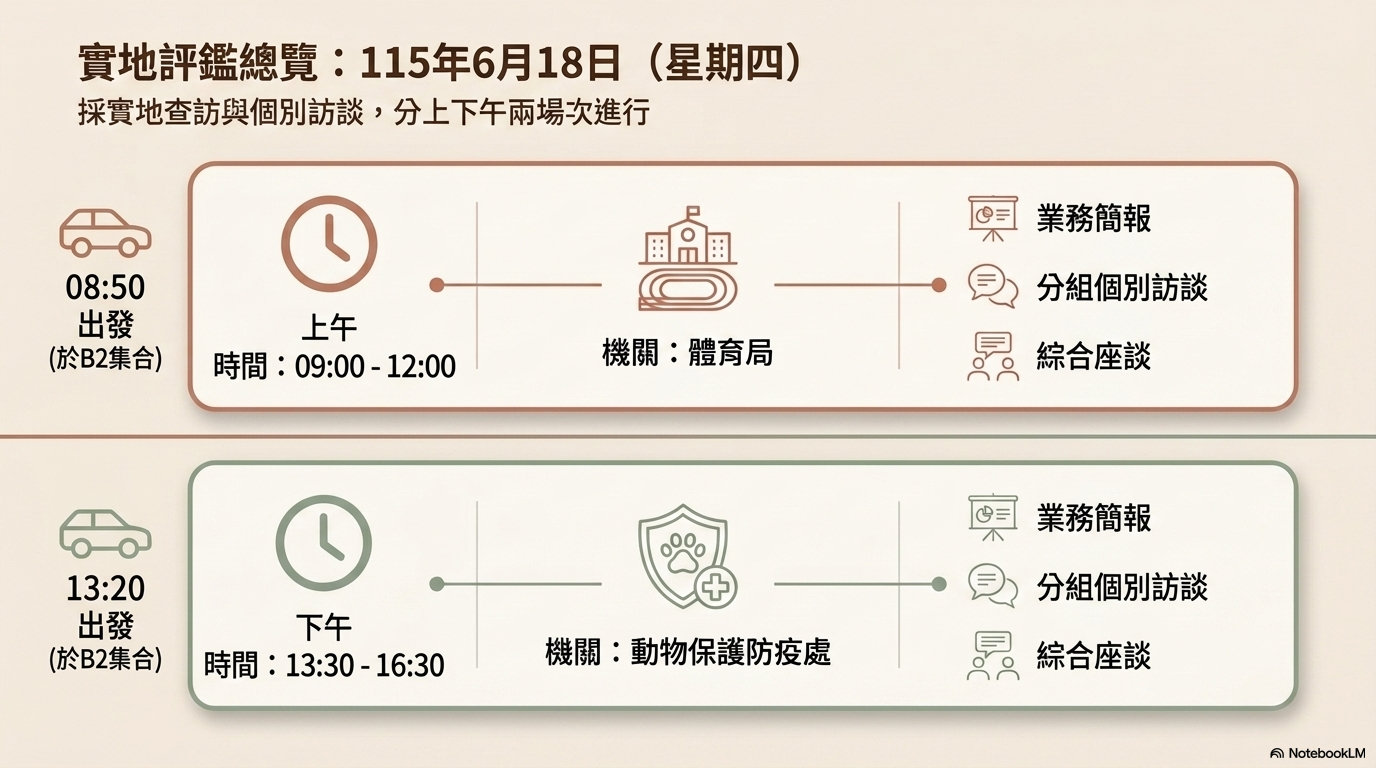 實地評鑑總覽：115年6月18日（星期四）
採實地查訪與個別訪談，分上下午兩場次進行
08:50
出發
(於B2集合)
上午
時間：09:00 - 12:00
機關：體育局
業務簡報
分組個別訪談
綜合座談
13:20
出發
(於B2集合)
下午
時間：13:30 - 16:30
機關：動物保護防疫處
業務簡報
分組個別訪談
綜合座談
NotebookLM